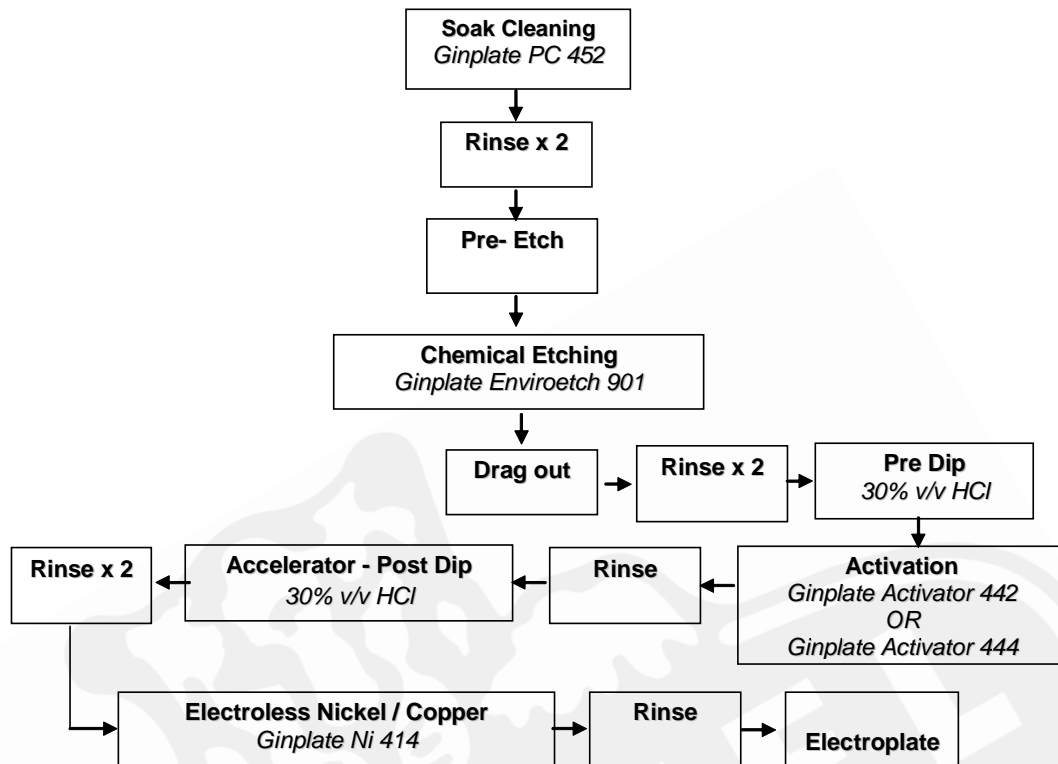 Soak Cleaning
Ginplate PC 452
Rinse x 2
Pre- Etch
Chemical Etching
Ginplate Enviroetch 901
Drag out
Rinse x 2
Pre Dip
30% v/v HCl
Activation
Ginplate Activator 442
OR
Ginplate Activator 444
Rinse
Accelerator - Post Dip
30% v/v HCl
Rinse x 2
Electroless Nickel / Copper
Ginplate Ni 414
Rinse
Electroplate